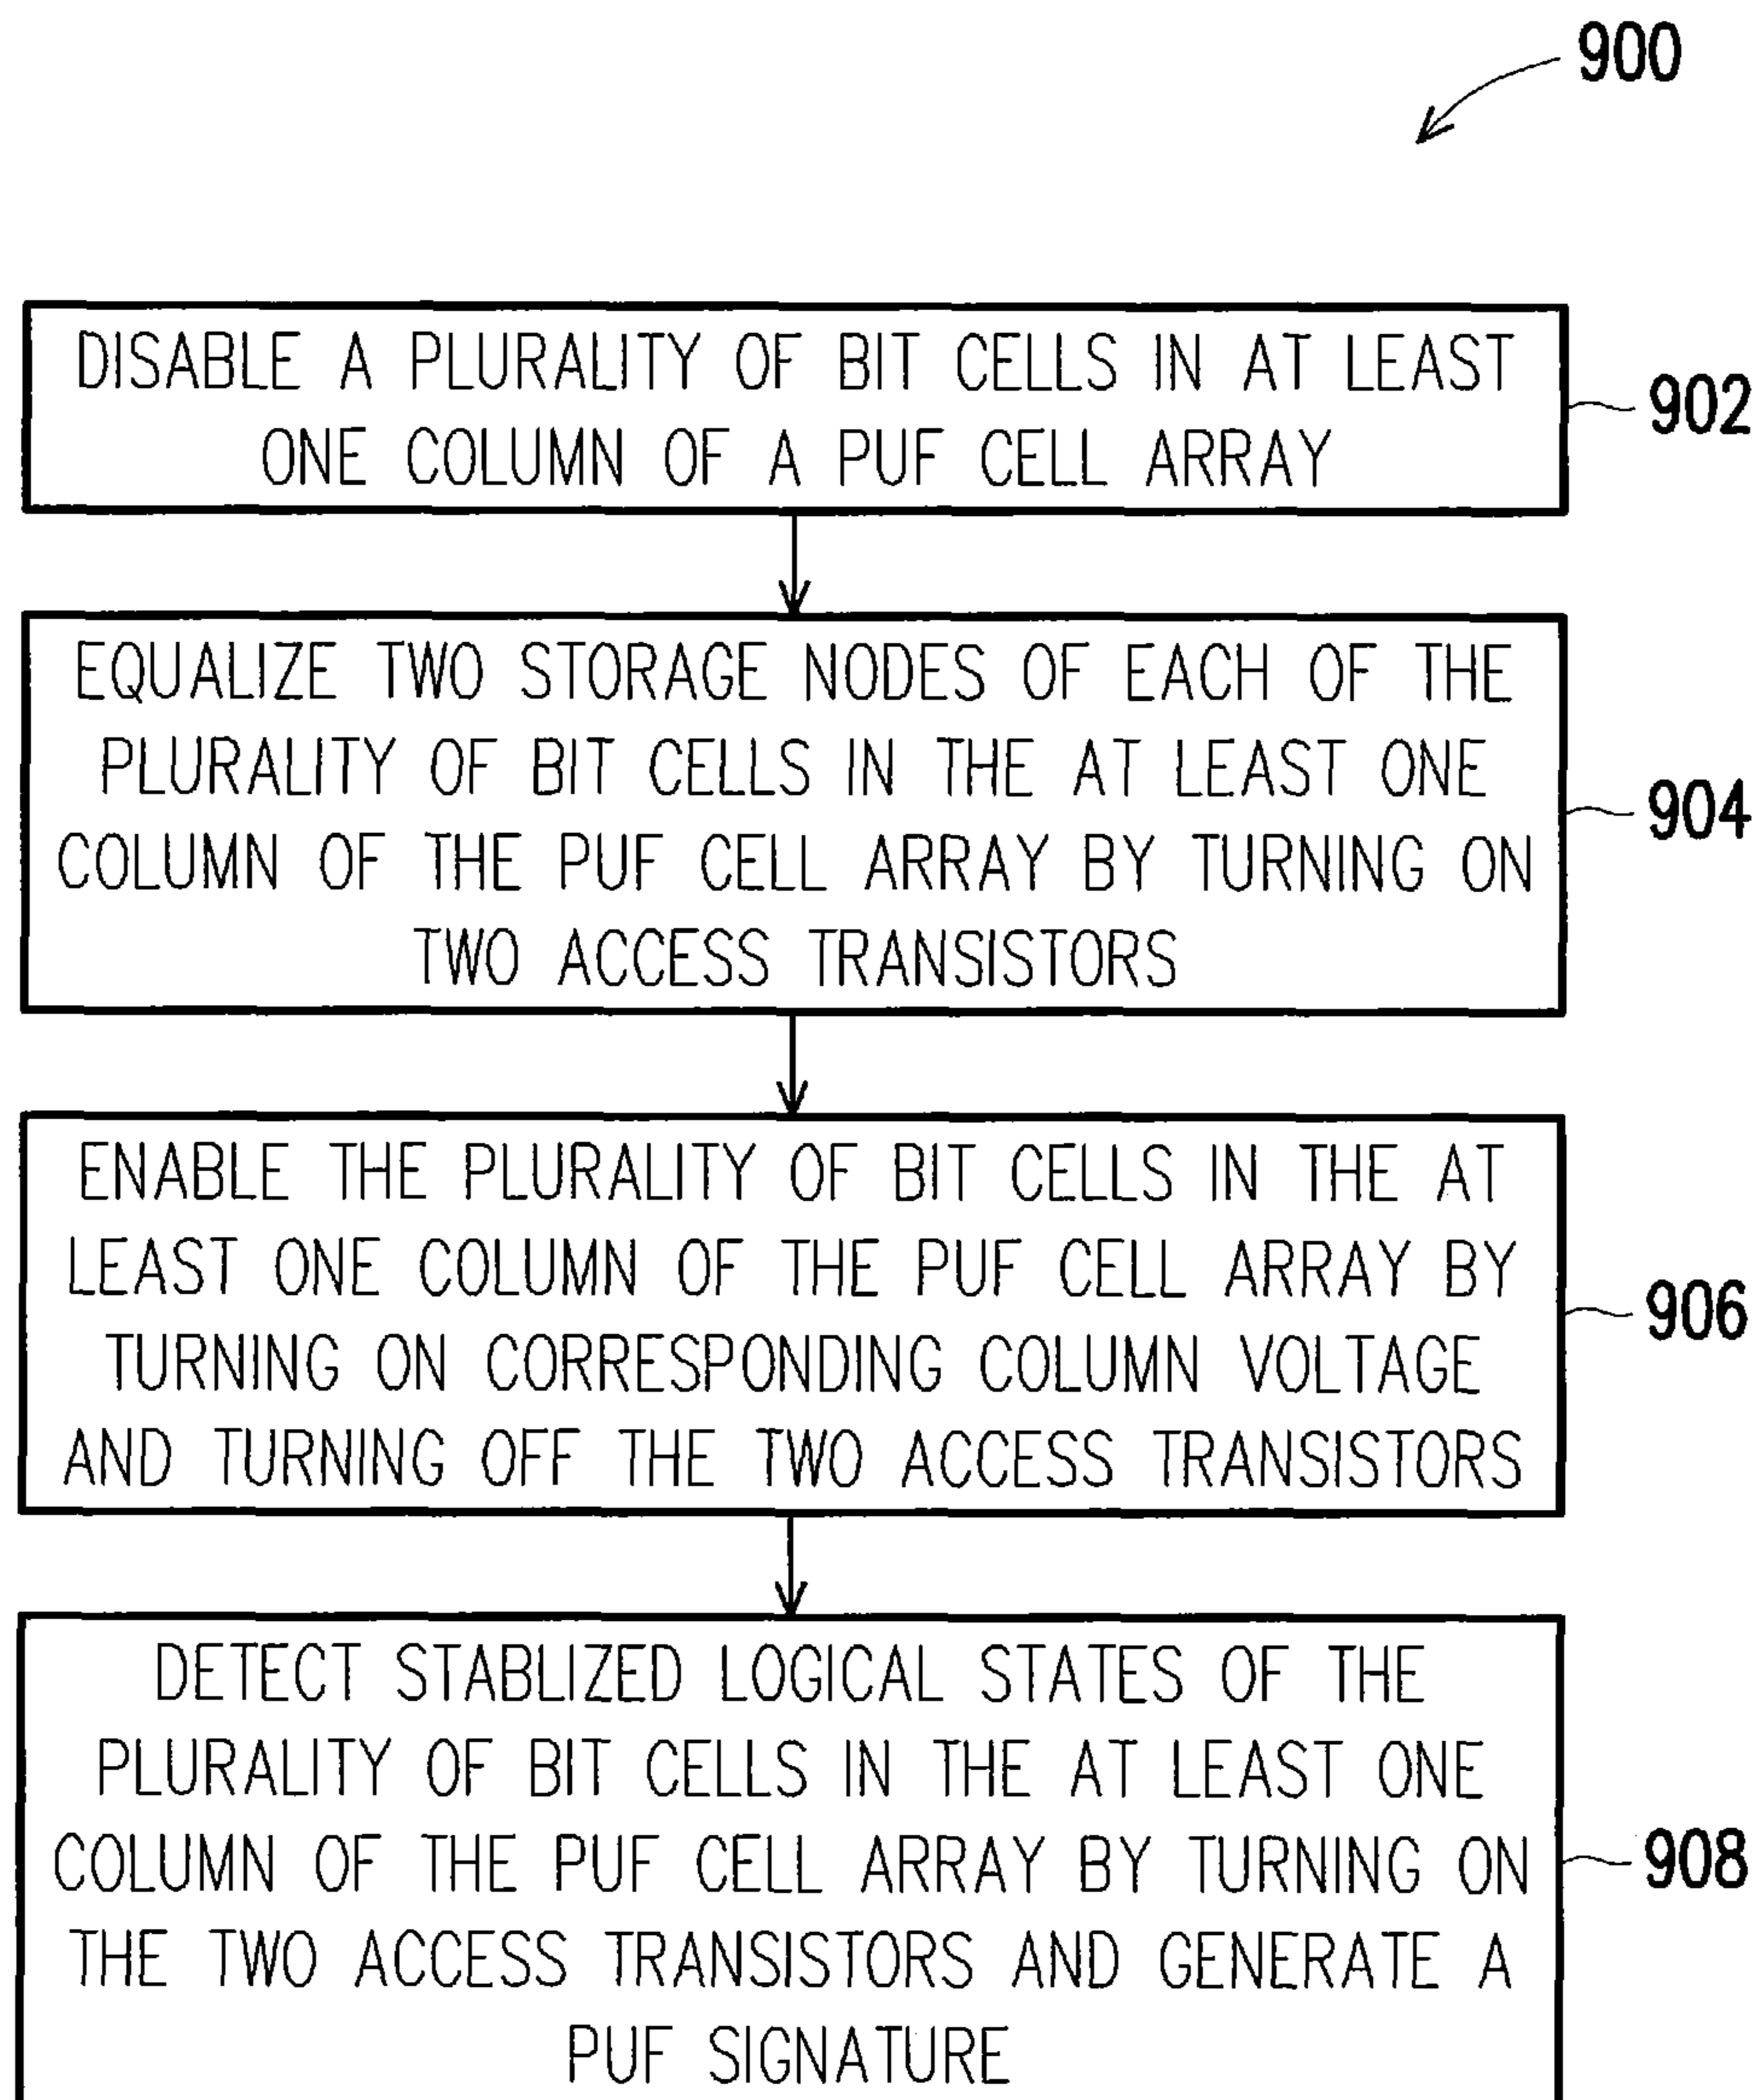 900
DISABLE A PLURALITY OF BIT CELLS IN AT LEAST
ONE COLUMN OF A PUF CELL ARRAY
902
EQUALIZE TWO STORAGE NODES OF EACH OF THE
PLURALITY OF BIT CELLS IN THE AT LEAST ONE
COLUMN OF THE PUF CELL ARRAY BY TURNING ON
TWO ACCESS TRANSISTORS
904
ENABLE THE PLURALITY OF BIT CELLS IN THE AT
LEAST ONE COLUMN OF THE PUF CELL ARRAY BY
TURNING ON CORRESPONDING COLUMN VOLTAGE
AND TURNING OFF THE TWO ACCESS TRANSISTORS
906
DETECT STABLIZED LOGICAL STATES OF THE
PLURALITY OF BIT CELLS IN THE AT LEAST ONE
COLUMN OF THE PUF CELL ARRAY BY TURNING ON
THE TWO ACCESS TRANSISTORS AND GENERATE A
PUF SIGNATURE
908